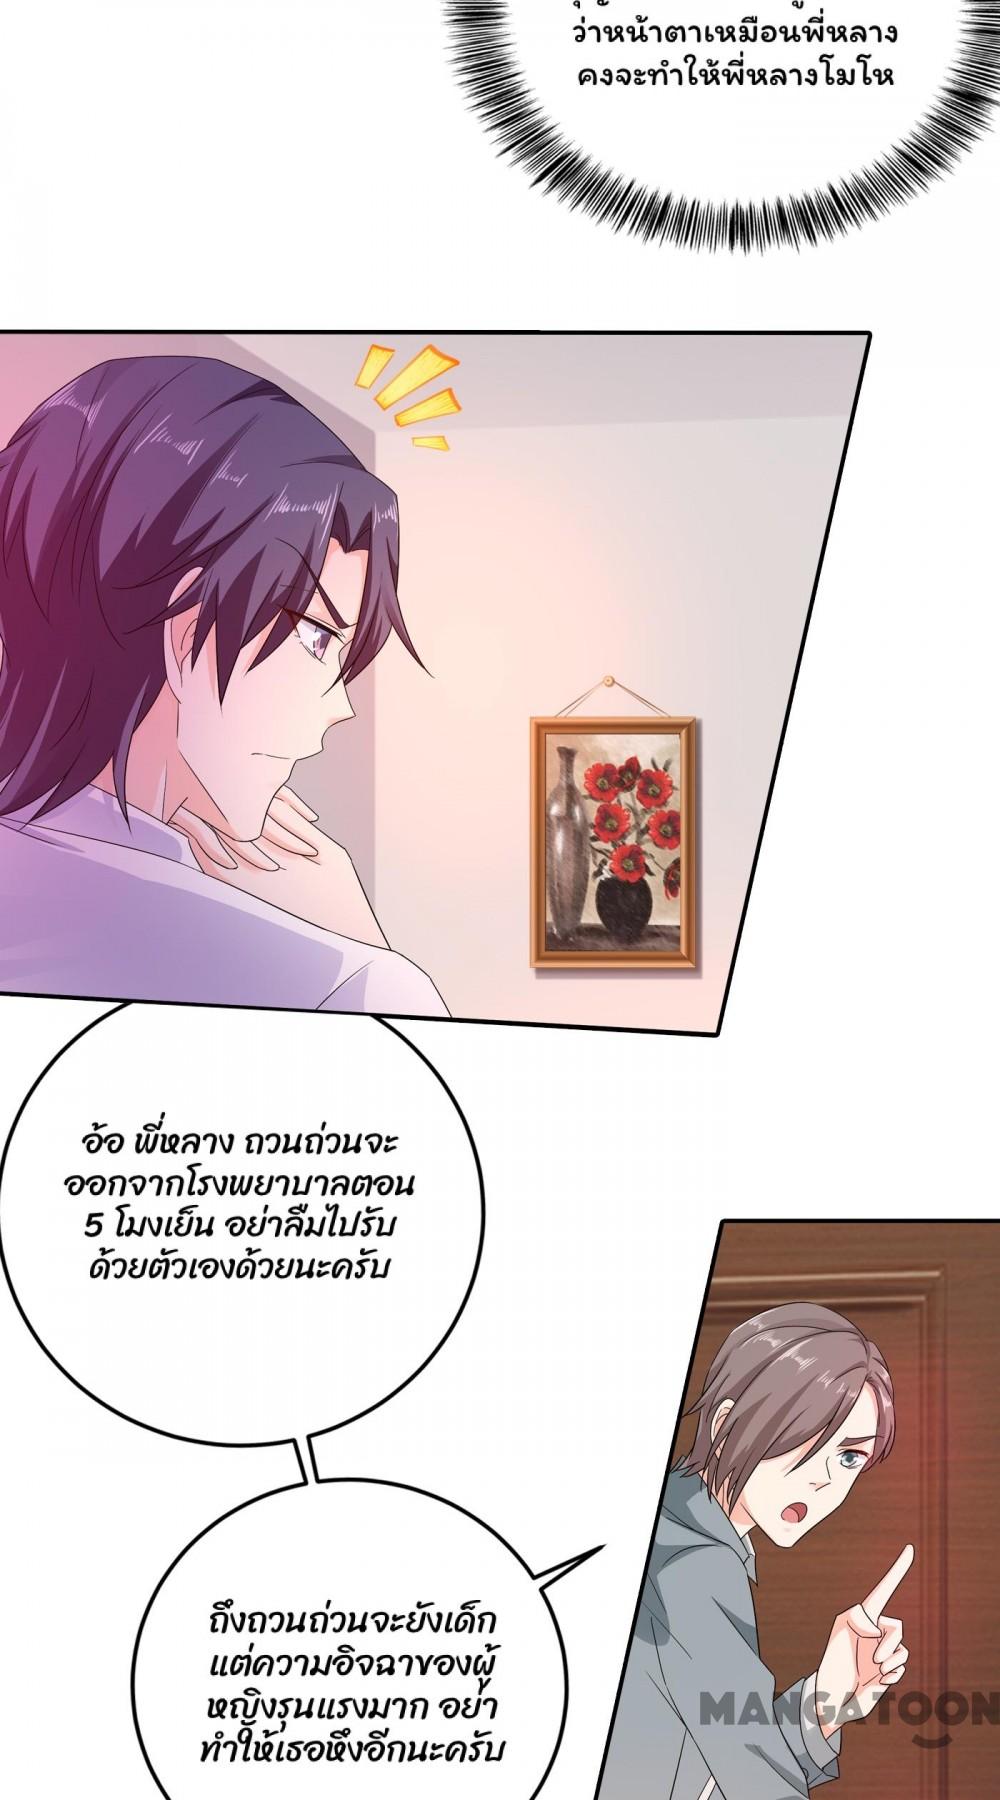 ว่าหน้าตาเหมือนพี่หลาง
คงจะทำให้พี่หลางโมโห
อ้อ พี่หลาง ถวนถ่วนจะ
ออกจากโรงพยาบาลตอน
5 โมงเย็น อย่าลืมไปรับ
ด้วยตัวเองด้วยนะครับ
ถึงถวนถ่วนจะยังเด็ก
แต่ความอิจฉาของผู้
หญิงรุนแรงมาก อย่า
ทำให้เธอหึงอีกนะครับ
MANGATOON